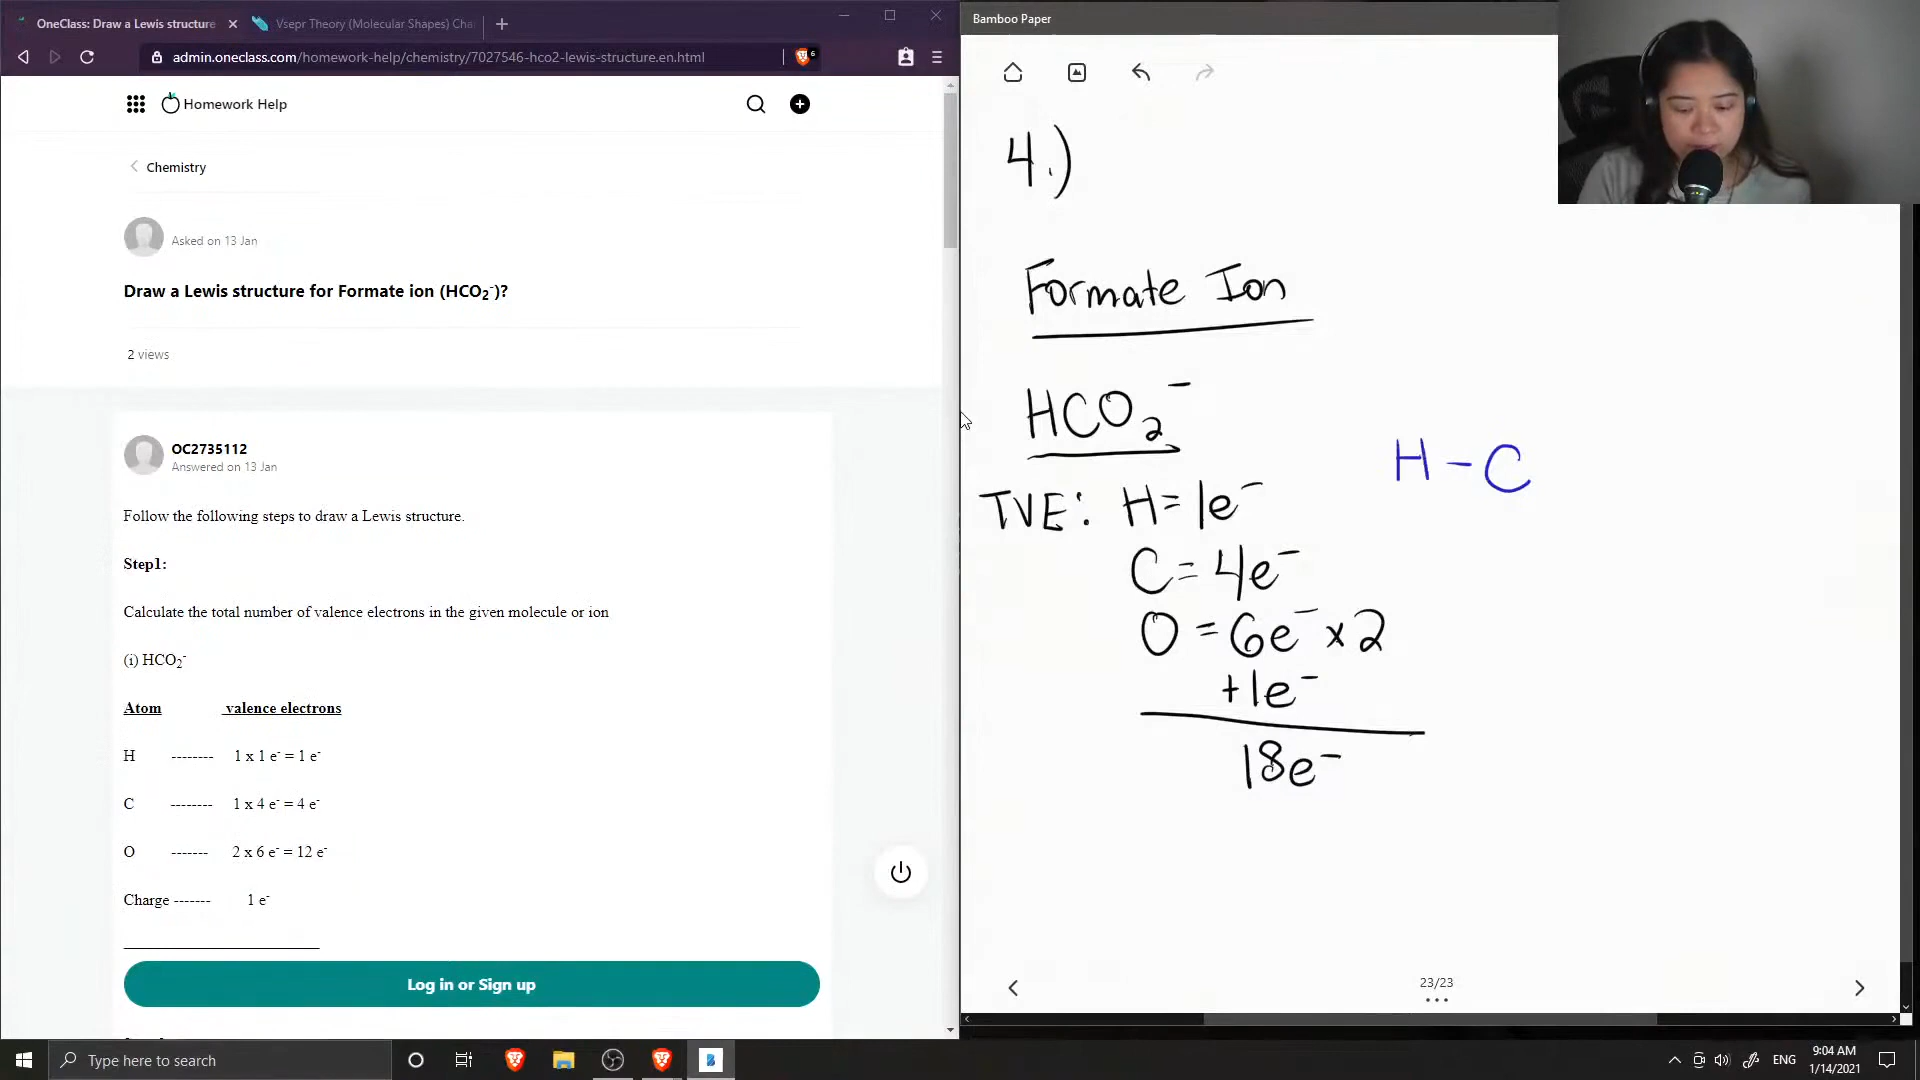 OneClass: Draw a Lewis structure
Vsepr Theory (Molecular Shapes) Cha
admin.oneclass.com/homework-help/chemistry/7027546-hco2-lewis-structure.en.html
6
Homework Help
Chemistry
Asked on 13 Jan
Draw a Lewis structure for Formate ion (HCO₂⁻)?
2 views
OC2735112
Answered on 13 Jan
Follow the following steps to draw a Lewis structure.
Step1:
Calculate the total number of valence electrons in the given molecule or ion
(i) HCO₂⁻
Atom valence electrons
H -------- 1 x 1 e⁻ = 1 e⁻
C -------- 1 x 4 e⁻ = 4 e⁻
O ------- 2 x 6 e⁻ = 12 e⁻
Charge ------- 1 e⁻
Log in or Sign up
Bamboo Paper
4.)
Formate Ion
HCO₂⁻
H - C
TVE: H = 1e⁻
C = 4e⁻
O = 6e⁻ x 2
+1e⁻
18e⁻
23/23
Type here to search
ENG
9:04 AM
1/14/2021